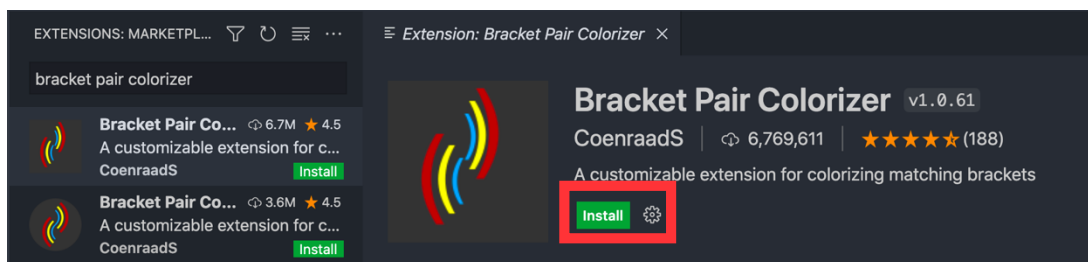 EXTENSIONS: MARKETPL...
bracket pair colorizer
Bracket Pair Co... 6.7M ★ 4.5
A customizable extension for c...
CoenraadS Install
Bracket Pair Co... 3.6M ★ 4.5
A customizable extension for c...
CoenraadS Install
Extension: Bracket Pair Colorizer ×
Bracket Pair Colorizer v1.0.61
CoenraadS 6,769,611 (188)
A customizable extension for colorizing matching brackets
Install